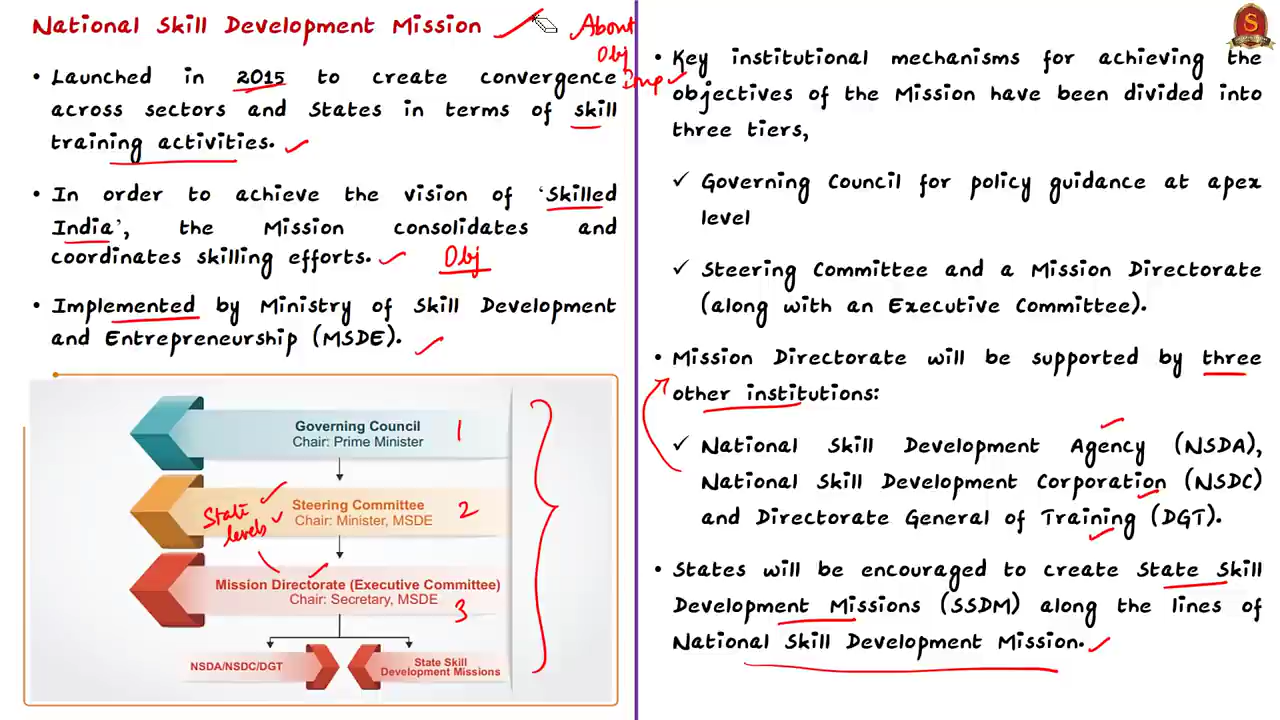 National Skill Development Mission
About
Obj
Imp
• Launched in 2015 to create convergence
across sectors and States in terms of skill
training activities.
• In order to achieve the vision of ‘Skilled
India’, the Mission consolidates and
coordinates skilling efforts.
Obj
• Implemented by Ministry of Skill Development
and Entrepreneurship (MSDE).
Governing Council
Chair: Prime Minister
1
Steering Committee
Chair: Minister, MSDE
2
State
levels
Mission Directorate (Executive Committee)
Chair: Secretary, MSDE
3
NSDA/NSDC/DGT
State Skill
Development Missions
S
• Key institutional mechanisms for achieving the
objectives of the Mission have been divided into
three tiers,
✓ Governing Council for policy guidance at apex
level
✓ Steering Committee and a Mission Directorate
(along with an Executive Committee).
• Mission Directorate will be supported by three
other institutions:
✓ National Skill Development Agency (NSDA),
National Skill Development Corporation (NSDC)
and Directorate General of Training (DGT).
• States will be encouraged to create State Skill
Development Missions (SSDM) along the lines of
National Skill Development Mission.